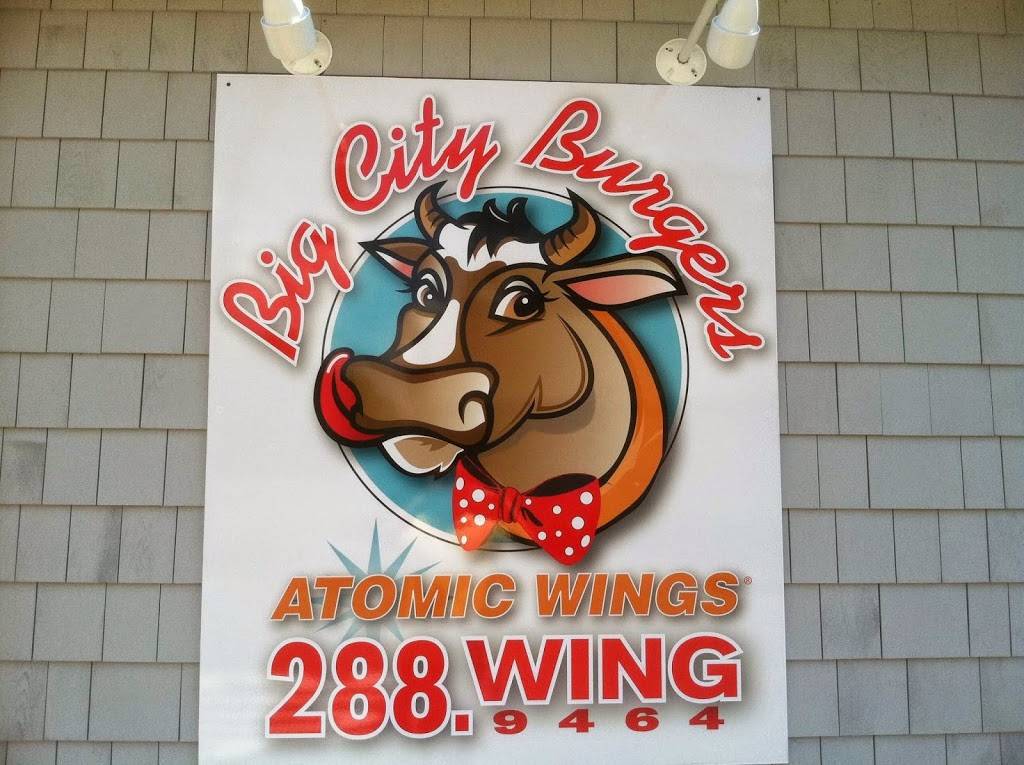 Big City Burgers
ATOMIC WINGS®
288.WING
9464